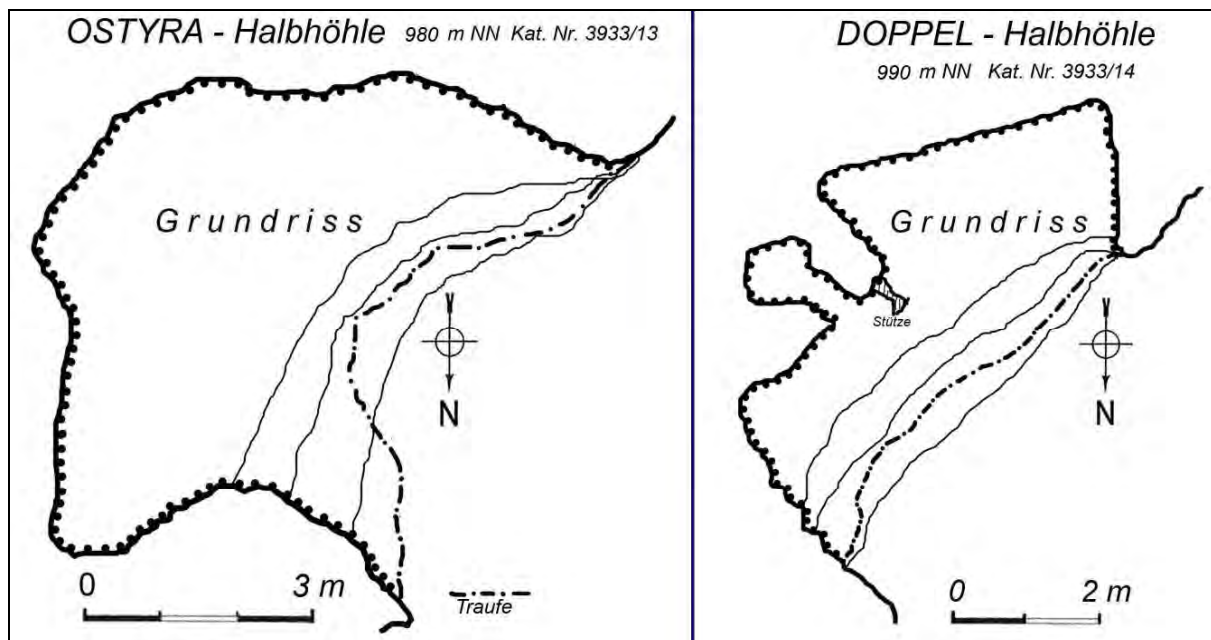 OSTYRA - Halbhöhle 980 m NN Kat. Nr. 3933/13
Grundriss
N
0 3 m
Traufe
DOPPEL - Halbhöhle
990 m NN Kat. Nr. 3933/14
Grundriss
Stütze
N
0 2 m